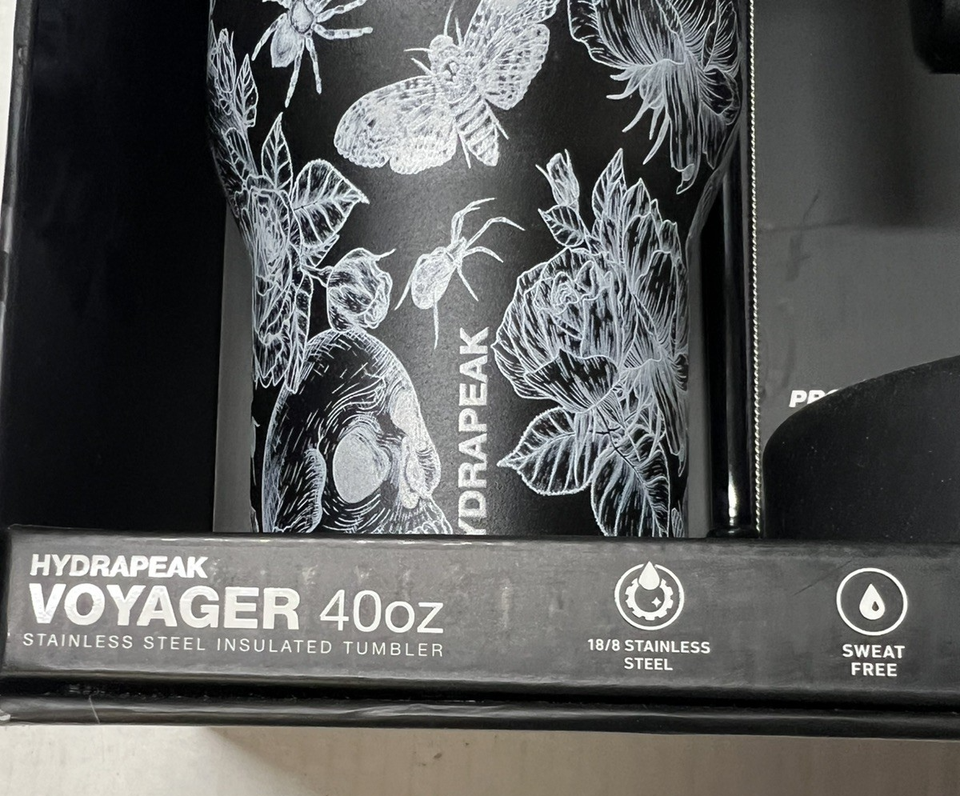 HYDRAPEAK
HYDRAPEAK
VOYAGER 40oz
STAINLESS STEEL INSULATED TUMBLER
18/8 STAINLESS
STEEL
SWEAT
FREE